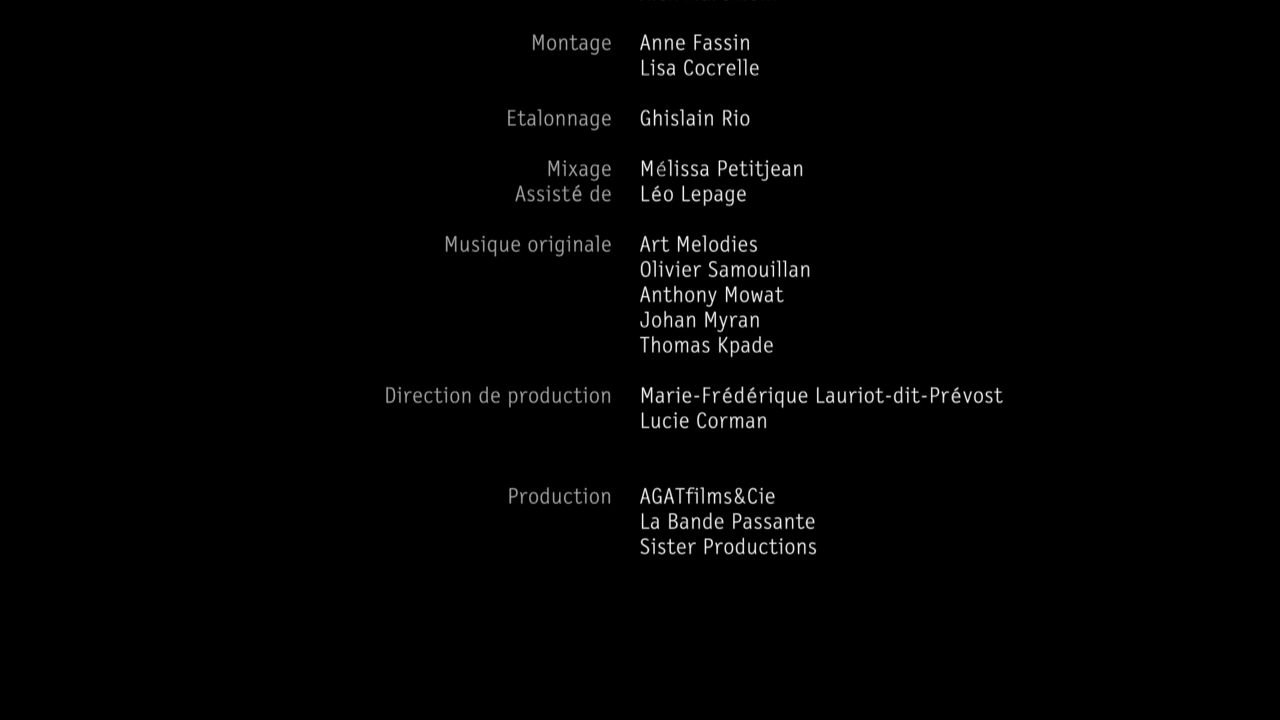 Montage Anne Fassin
Lisa Cocrelle
Etalonnage Ghislain Rio
Mixage Mélissa Petitjean
Assisté de Léo Lepage
Musique originale Art Melodies
Olivier Samouillan
Anthony Mowat
Johan Myran
Thomas Kpade
Direction de production Marie-Frédérique Lauriot-dit-Prévost
Lucie Corman
Production AGATfilms&Cie
La Bande Passante
Sister Productions